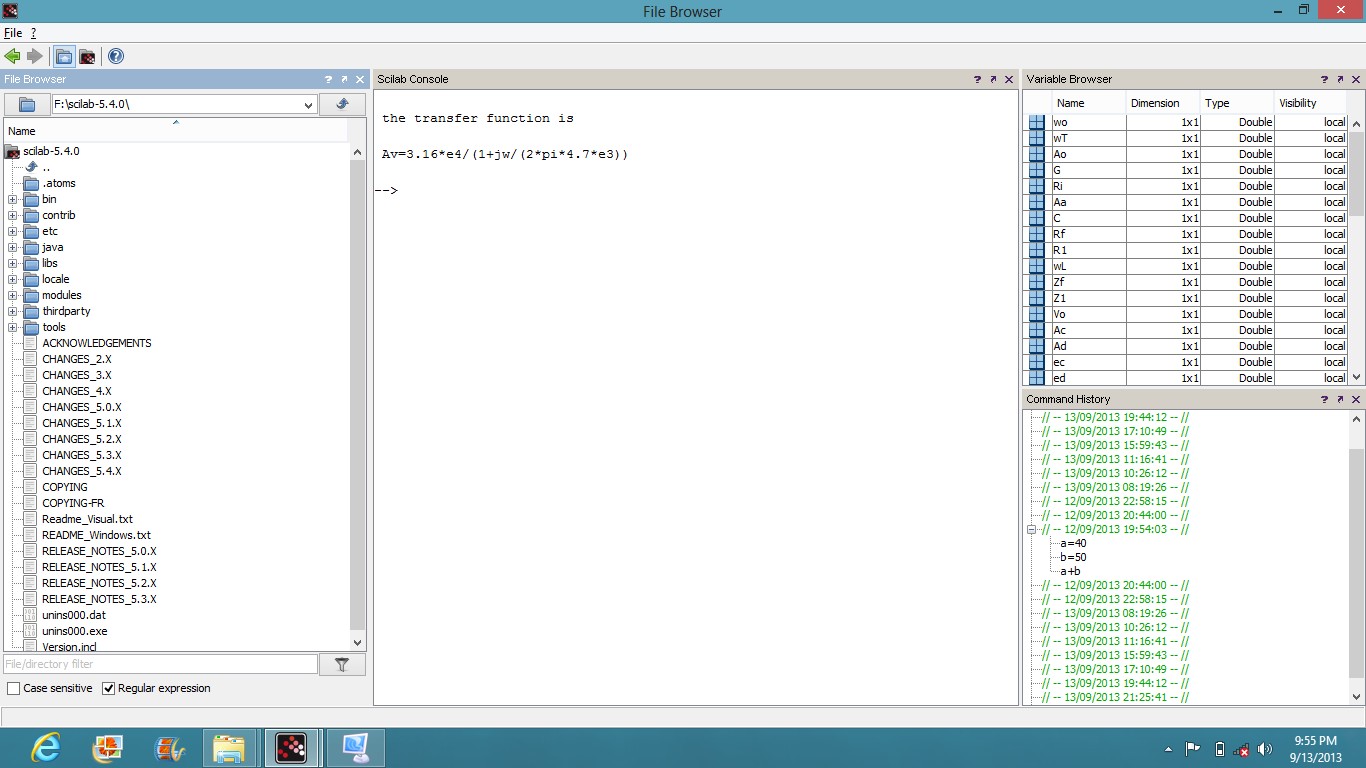 File Browser
File ?
File Browser
F:\scilab-5.4.0\
Name
scilab-5.4.0
..
.atoms
bin
contrib
etc
java
libs
locale
modules
thirdparty
tools
ACKNOWLEDGEMENTS
CHANGES_2.X
CHANGES_3.X
CHANGES_4.X
CHANGES_5.0.X
CHANGES_5.1.X
CHANGES_5.2.X
CHANGES_5.3.X
CHANGES_5.4.X
COPYING
COPYING-FR
Readme_Visual.txt
README_Windows.txt
RELEASE_NOTES_5.0.X
RELEASE_NOTES_5.1.X
RELEASE_NOTES_5.2.X
RELEASE_NOTES_5.3.X
unins000.dat
unins000.exe
Version.incl
File/directory filter
Case sensitive Regular expression
Scilab Console
the transfer function is
Av=3.16*e4/(1+jw/(2*pi*4.7*e3))
-->
Variable Browser
Name Dimension Type Visibility
wo 1x1 Double local
wT 1x1 Double local
Ao 1x1 Double local
G 1x1 Double local
Ri 1x1 Double local
Aa 1x1 Double local
C 1x1 Double local
Rf 1x1 Double local
R1 1x1 Double local
wL 1x1 Double local
Zf 1x1 Double local
Z1 1x1 Double local
Vo 1x1 Double local
Ac 1x1 Double local
Ad 1x1 Double local
ec 1x1 Double local
ed 1x1 Double local
Command History
// -- 13/09/2013 19:44:12 -- //
// -- 13/09/2013 17:10:49 -- //
// -- 13/09/2013 15:59:43 -- //
// -- 13/09/2013 11:16:41 -- //
// -- 13/09/2013 10:26:12 -- //
// -- 13/09/2013 08:19:26 -- //
// -- 12/09/2013 22:58:15 -- //
// -- 12/09/2013 20:44:00 -- //
// -- 12/09/2013 19:54:03 -- //
a=40
b=50
a+b
// -- 12/09/2013 20:44:00 -- //
// -- 12/09/2013 22:58:15 -- //
// -- 13/09/2013 08:19:26 -- //
// -- 13/09/2013 10:26:12 -- //
// -- 13/09/2013 11:16:41 -- //
// -- 13/09/2013 15:59:43 -- //
// -- 13/09/2013 17:10:49 -- //
// -- 13/09/2013 19:44:12 -- //
// -- 13/09/2013 21:25:41 -- //
9:55 PM
9/13/2013